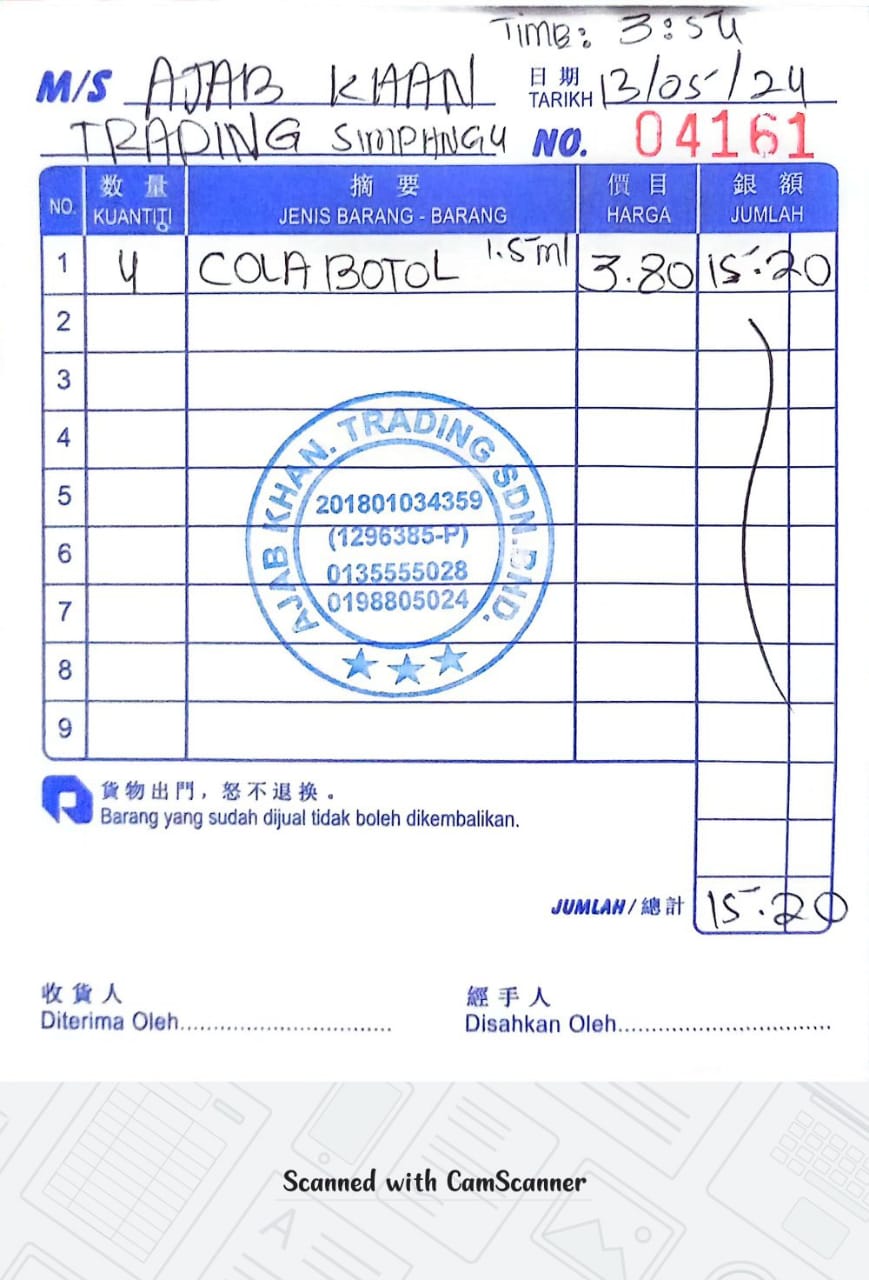 TIME: 3:54
M/S AJAB KHAN 日期 TARIKH 13/05/24
TRADING SIMPANG4 NO. 04161
NO. 数量 KUANTITI 摘要 JENIS BARANG - BARANG 價目 HARGA 銀額 JUMLAH
1 4 COLA BOTOL 1.5ml 3.80 15.20
2
3
4
5
6
7
8
9
AJAB KHAN. TRADING SDN.BHD.
201801034359
(1296385-P)
0135555028
0198805024
貨物出門，怒不退换。
Barang yang sudah dijual tidak boleh dikembalikan.
JUMLAH/總計 15.20
收貨人 經手人
Diterima Oleh Disahkan Oleh
Scanned with CamScanner